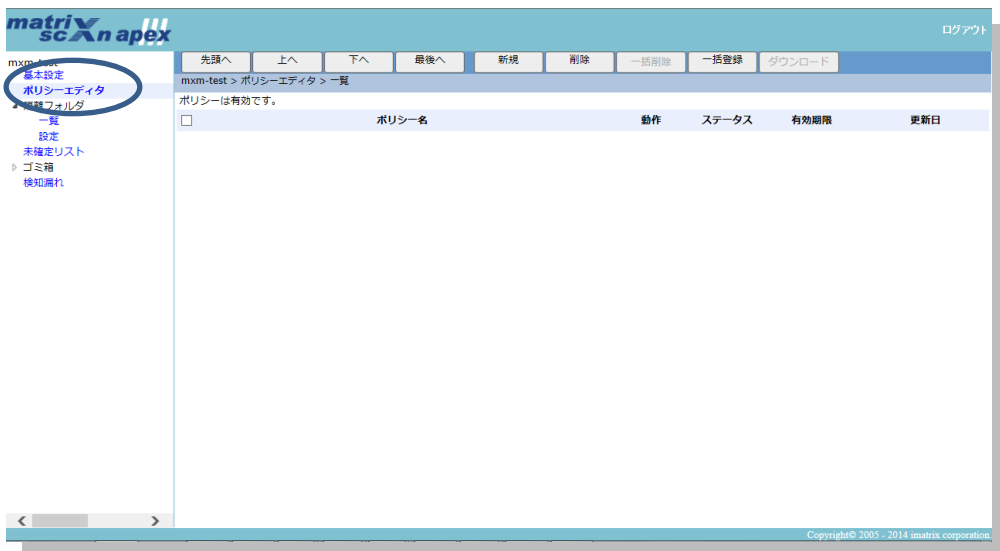 matrix
scan apex
ログアウト
先頭へ 上へ 下へ 最後へ 新規 削除 一括削除 一括登録 ダウンロード
mxm-test > ポリシーエディタ > 一覧
ポリシーは有効です。
ポリシー名 動作 ステータス 有効期限 更新日
mxm-test
基本設定
ポリシーエディタ
隔離フォルダ
一覧
設定
未確定リスト
ゴミ箱
検知漏れ
Copyright© 2005 - 2014 imatrix corporation.